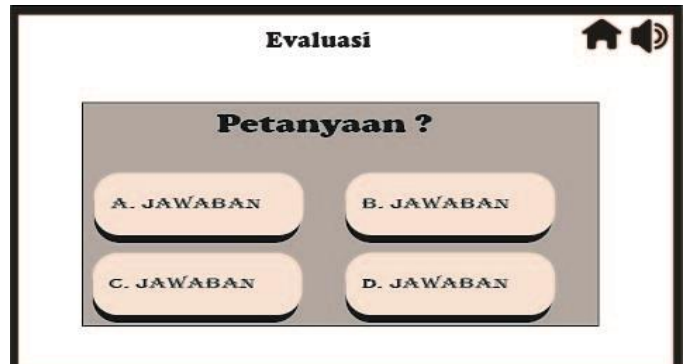 Evaluasi
Petanyaan ?
A. JAWABAN
B. JAWABAN
C. JAWABAN
D. JAWABAN